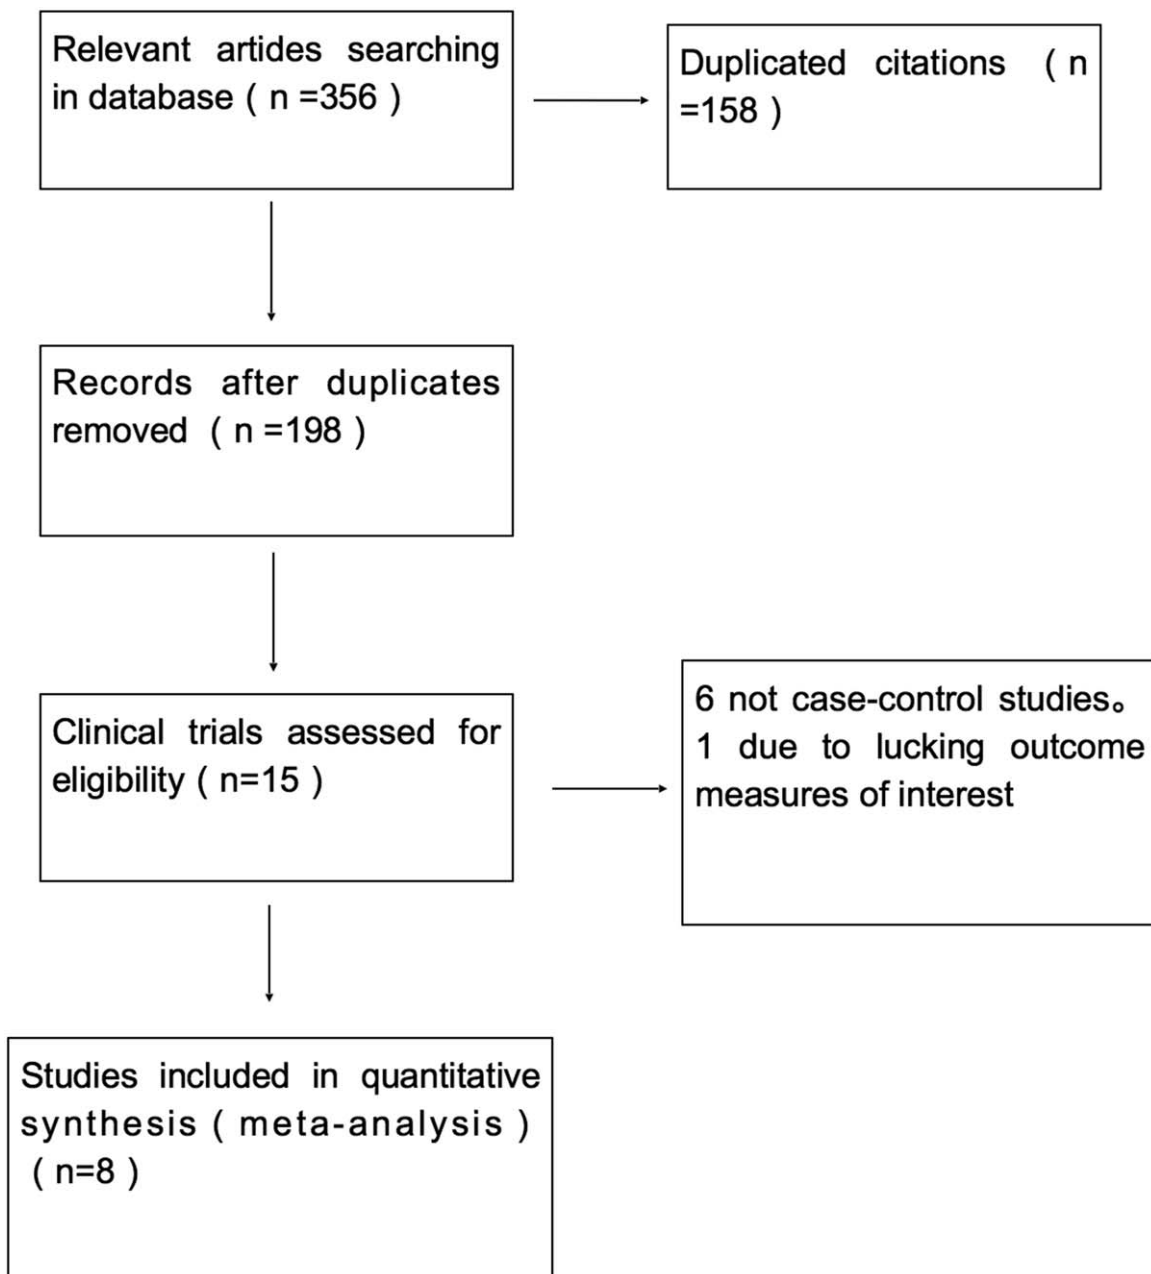 Relevant artides searching
in database ( n =356 )
Duplicated citations ( n
=158 )
Records after duplicates
removed ( n =198 )
Clinical trials assessed for
eligibility ( n=15 )
6 not case-control studies。
1 due to lucking outcome
measures of interest
Studies included in quantitative
synthesis ( meta-analysis )
( n=8 )